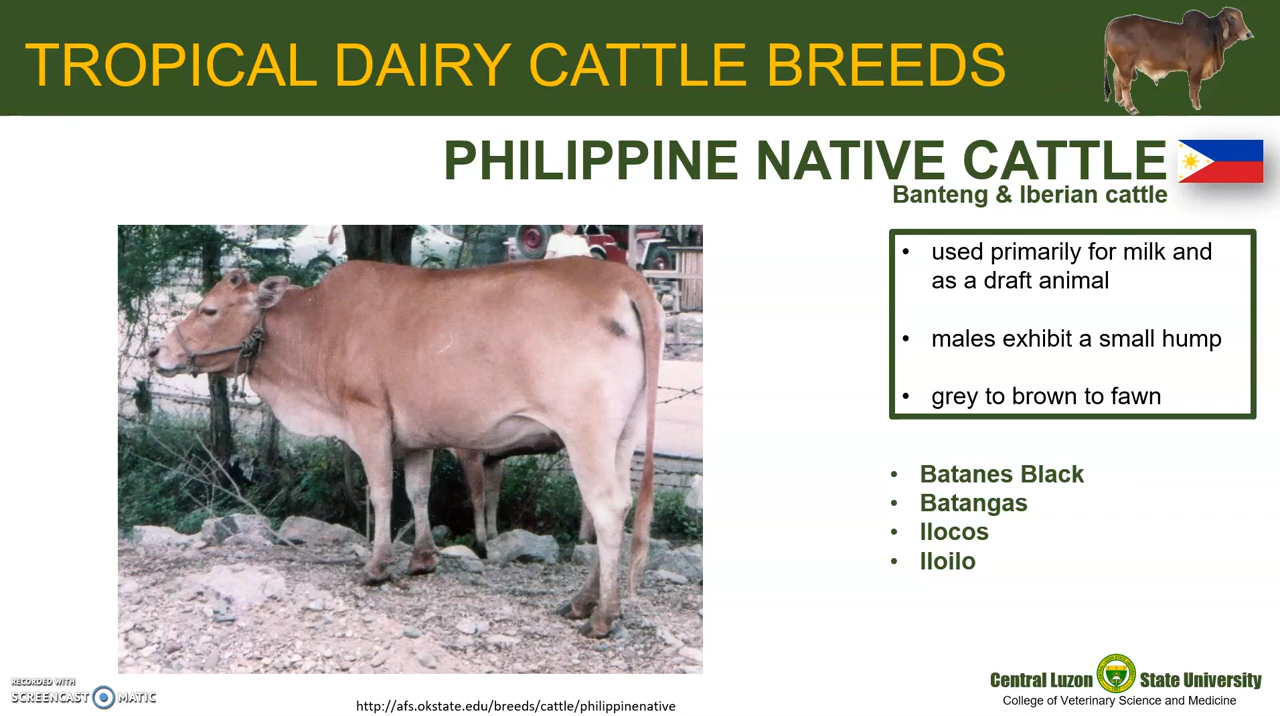 TROPICAL DAIRY CATTLE BREEDS
PHILIPPINE NATIVE CATTLE
Banteng & Iberian cattle
• used primarily for milk and
as a draft animal
• males exhibit a small hump
• grey to brown to fawn
• Batanes Black
• Batangas
• Ilocos
• Iloilo
RECORDED WITH
SCREENCAST MATIC
http://afs.okstate.edu/breeds/cattle/philippinenative
Central Luzon State University
College of Veterinary Science and Medicine